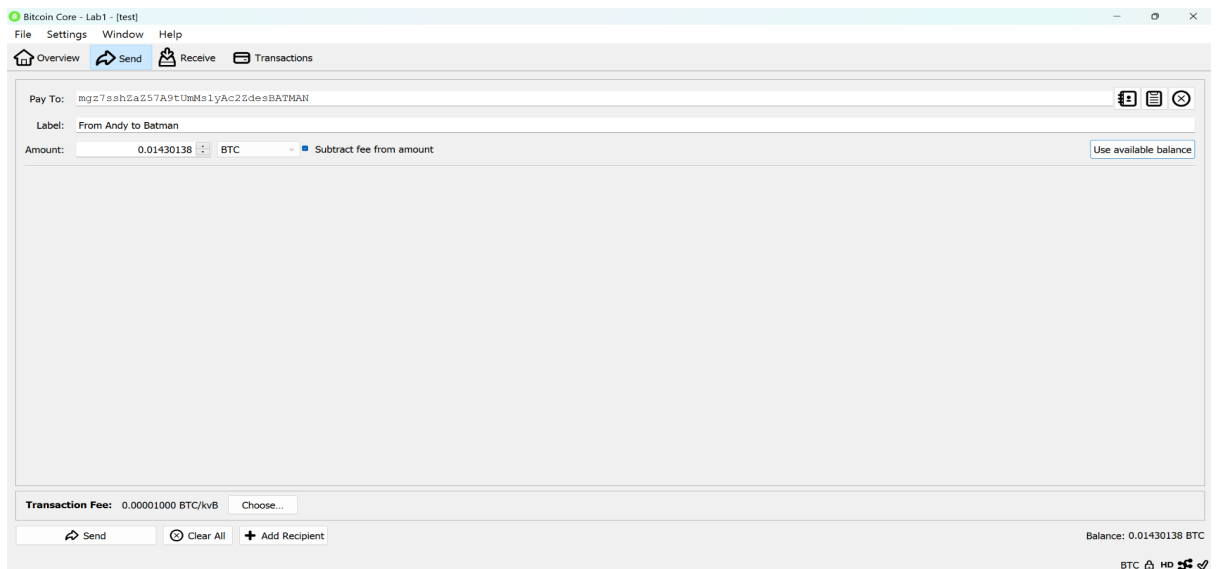 Bitcoin Core - Lab1 - [test]
File Settings Window Help
Overview Send Receive Transactions
Pay To: mgz7sshZaZ57A9tUmMs1yAc2ZdesBATMAN
Label: From Andy to Batman
Amount: 0.01430138 BTC Subtract fee from amount Use available balance
Transaction Fee: 0.00001000 BTC/kvB Choose...
Send Clear All Add Recipient Balance: 0.01430138 BTC
BTC HD